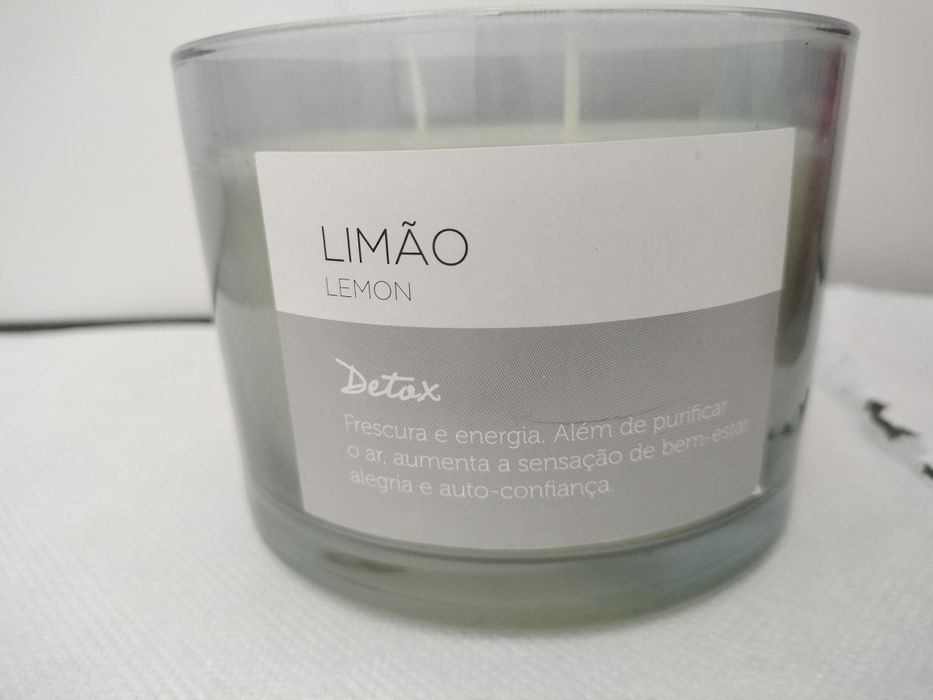 LIMÃO
LEMON
Detox
Frescura e energia. Além de purificar
o ar, aumenta a sensação de bem-estar,
alegria e auto-confiança.